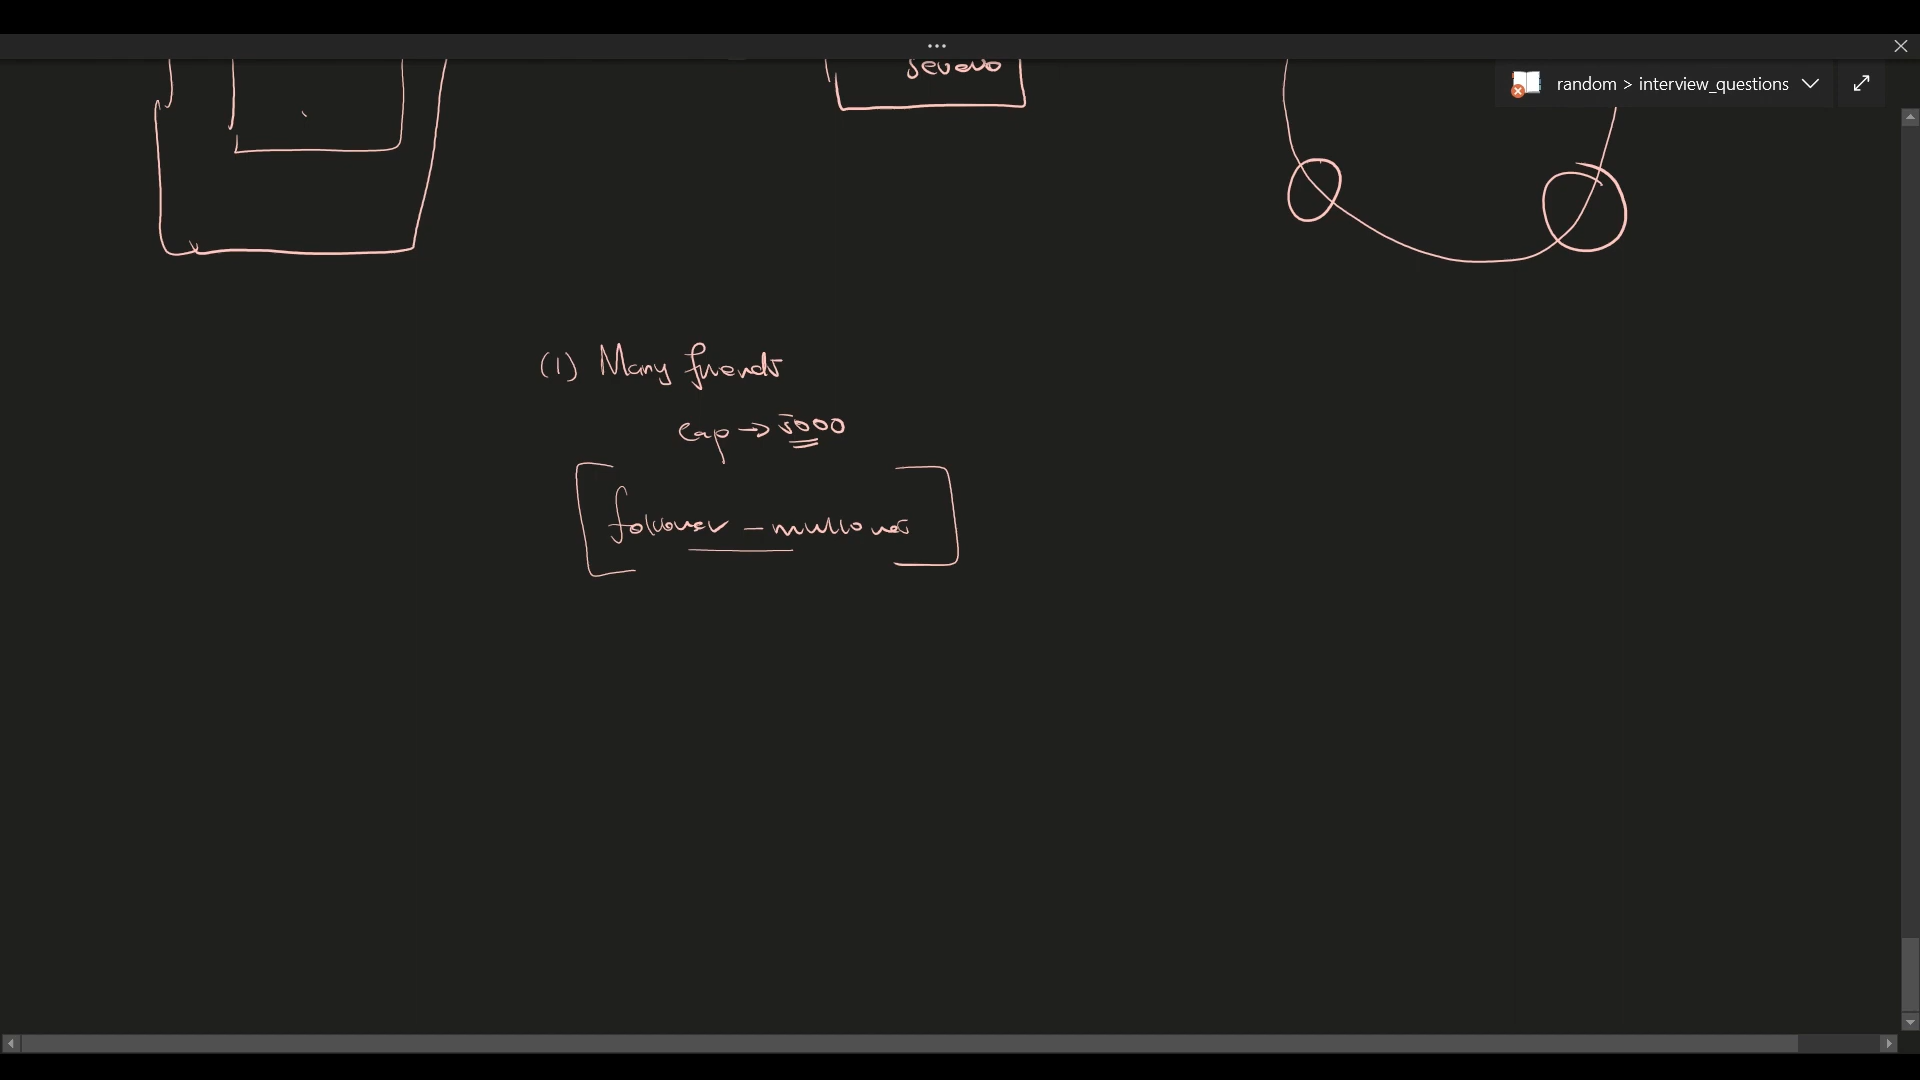 random > interview_questions
(1) Many friends
cap → 5000
follower - millions